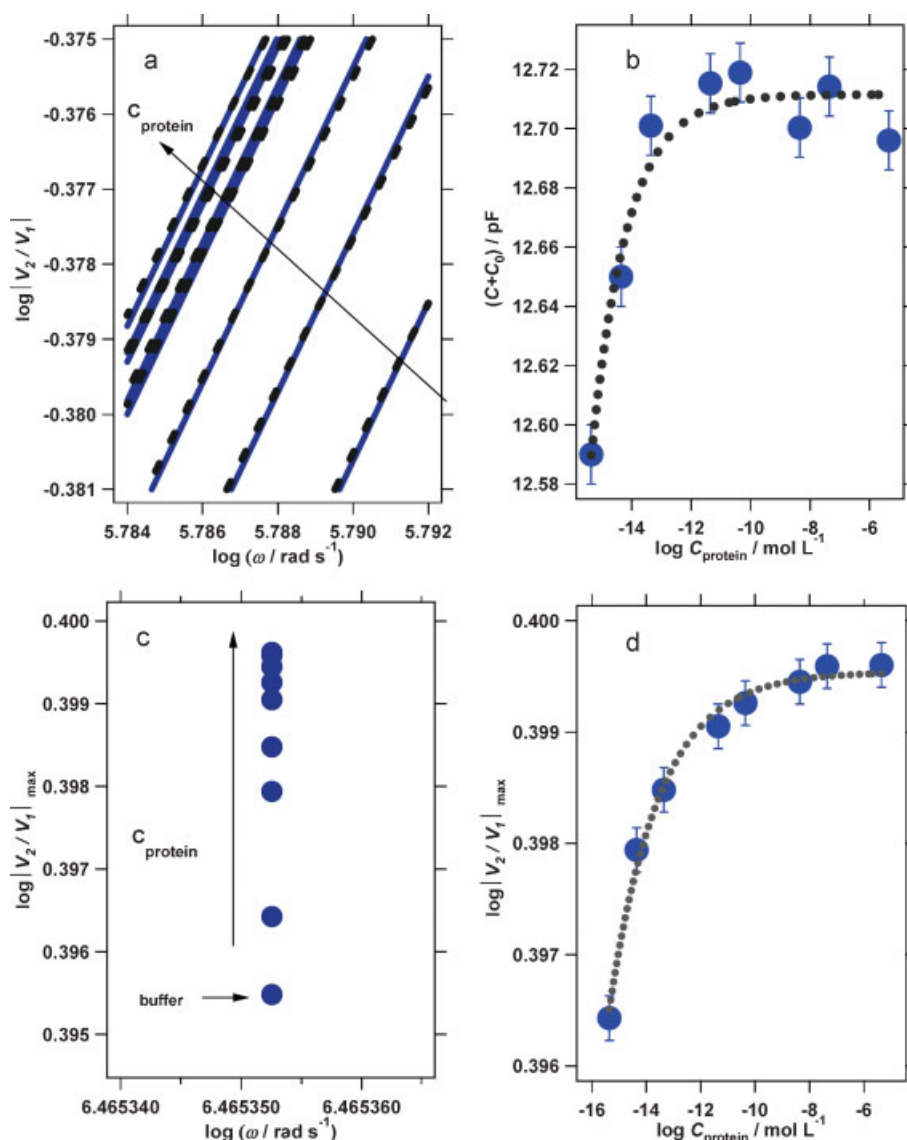 a
C protein
log|V2/V1|
-0.375
-0.376
-0.377
-0.378
-0.379
-0.380
-0.381
5.784 5.786 5.788 5.790 5.792
log (ω / rad s-1)
b
(C+C0) / pF
12.72
12.70
12.68
12.66
12.64
12.62
12.60
12.58
-14 -12 -10 -8 -6
log Cprotein / mol L-1
c
log|V2/V1|max
0.400
0.399
0.398
0.397
0.396
0.395
C protein
buffer
6.465340 6.465350 6.465360
log (ω / rad s-1)
d
log|V2/V1|max
0.400
0.399
0.398
0.397
0.396
-16 -14 -12 -10 -8 -6
log Cprotein / mol L-1